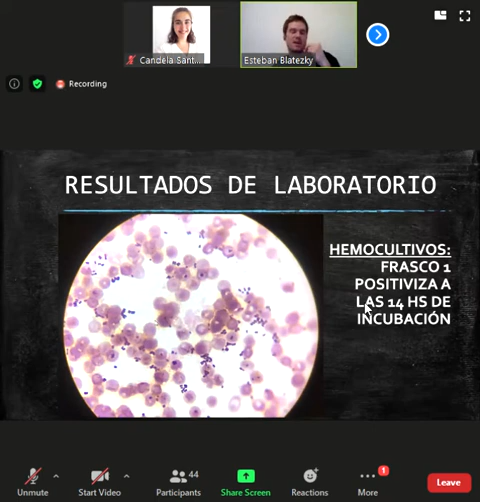 Candela Sant...
Esteban Blatezky
Recording
RESULTADOS DE LABORATORIO
HEMOCULTIVOS:
FRASCO 1
POSITIVIZA A
LAS 14 HS DE
INCUBACIÓN
Unmute
Start Video
Participants
44
Share Screen
Reactions
More
1
Leave